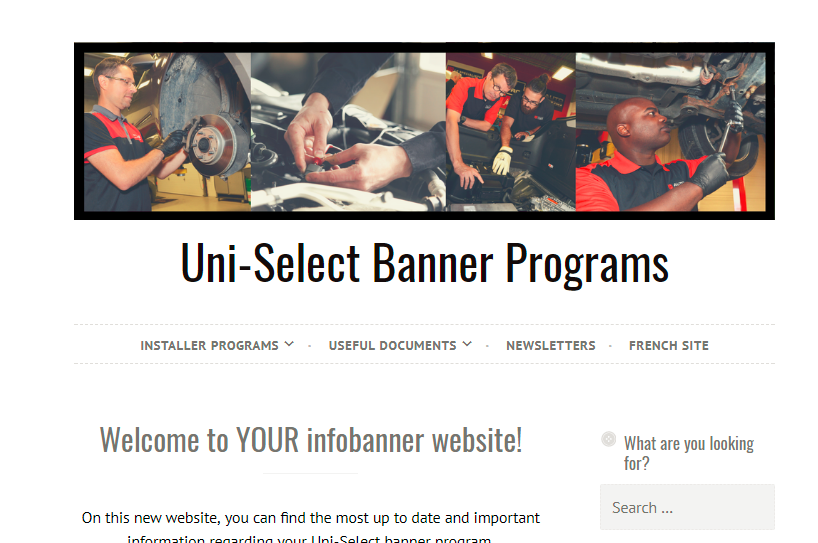 Uni-Select Banner Programs
INSTALLER PROGRAMS · USEFUL DOCUMENTS · NEWSLETTERS · FRENCH SITE
Welcome to YOUR infobanner website!
On this new website, you can find the most up to date and important
information regarding your Uni-Select banner program.
What are you looking
for?
Search ...